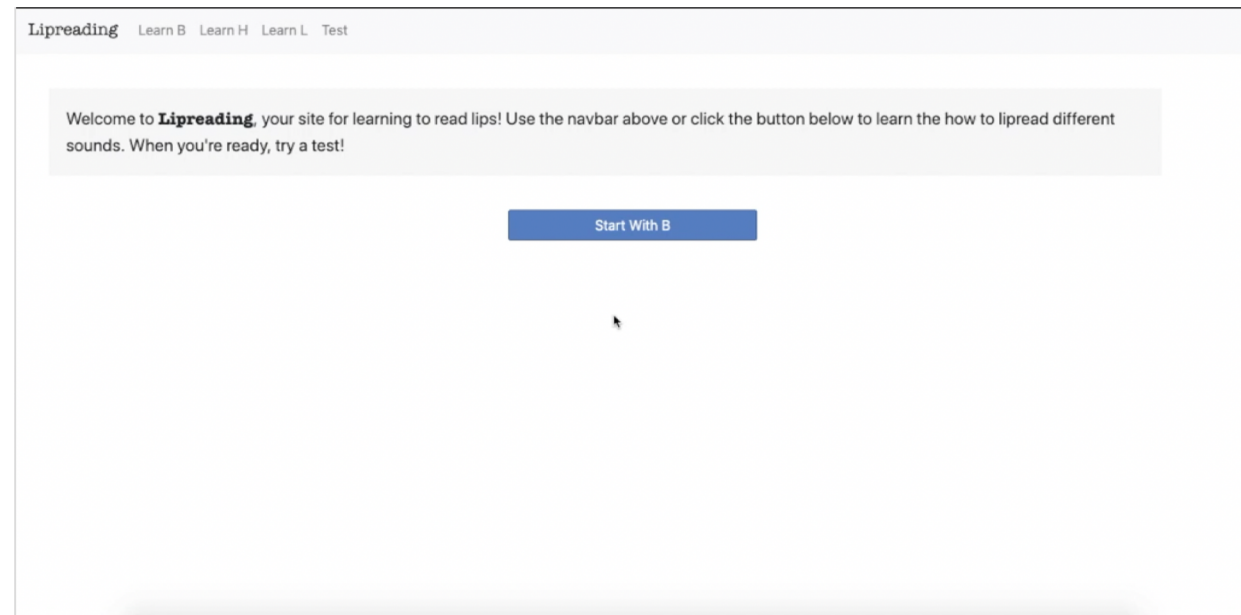 Lipreading Learn B Learn H Learn L Test
Welcome to Lipreading, your site for learning to read lips! Use the navbar above or click the button below to learn the how to lipread different
sounds. When you're ready, try a test!
Start With B